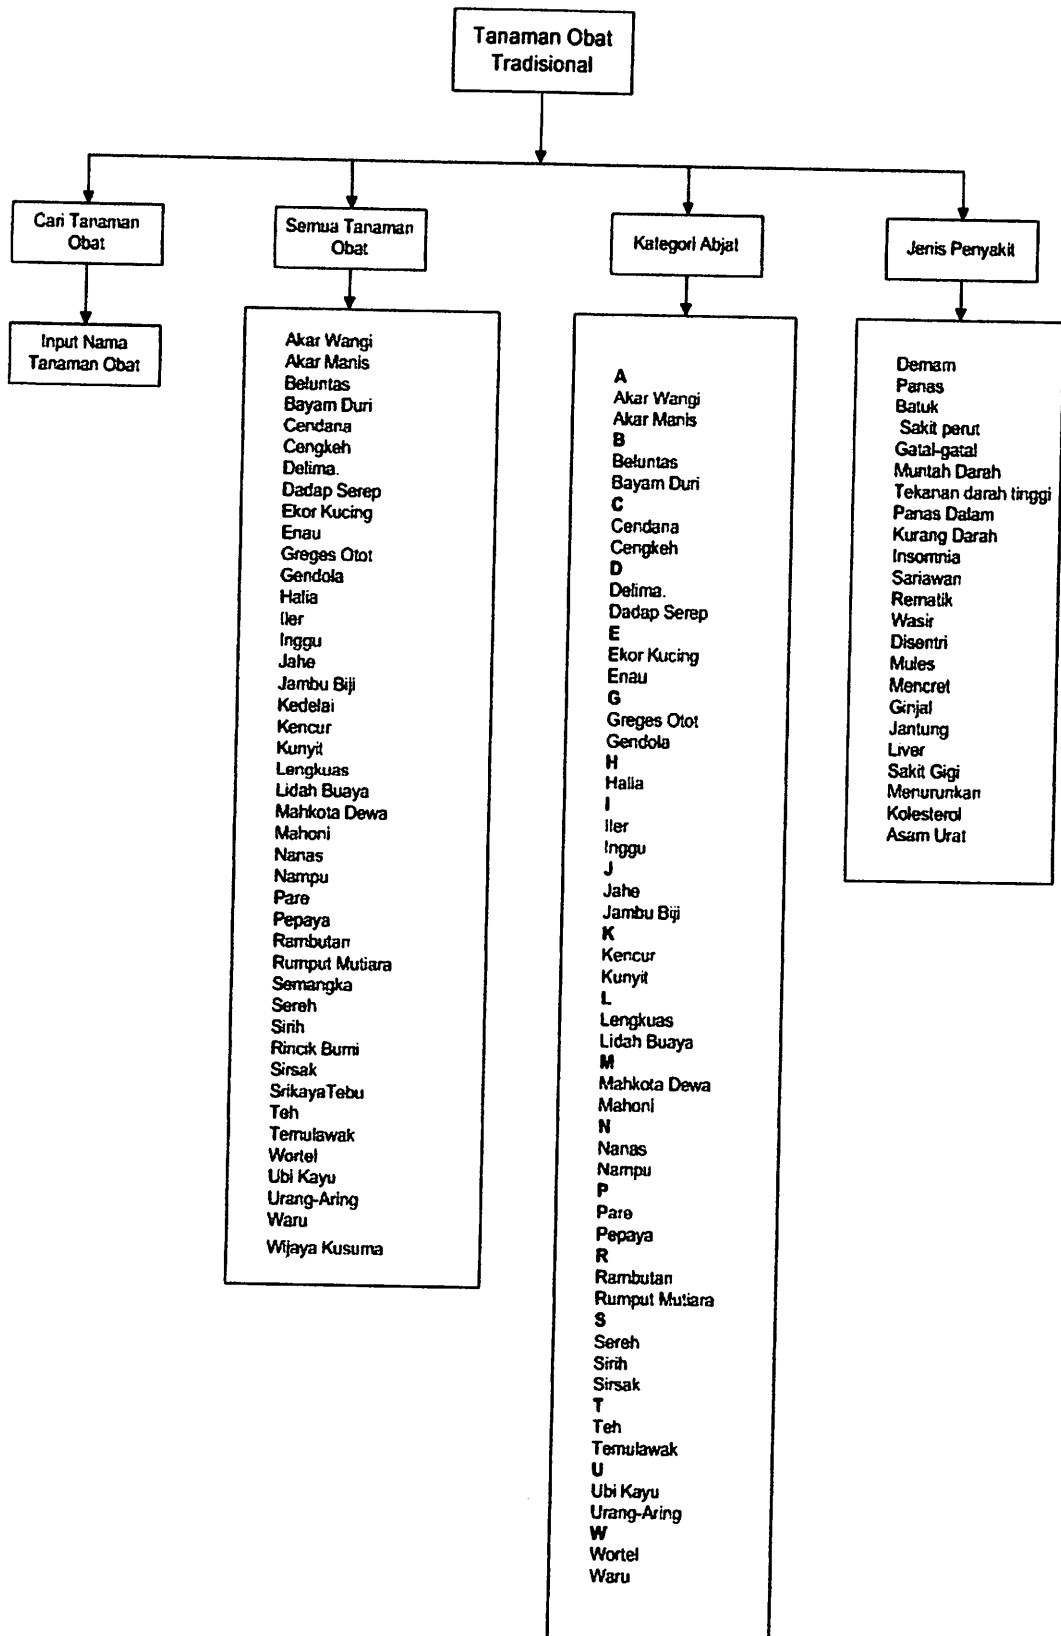 Tanaman Obat
Tradisional
Cari Tanaman
Obat
Input Nama
Tanaman Obat
Semua Tanaman
Obat
Akar Wangi
Akar Manis
Beluntas
Bayam Duri
Cendana
Cengkeh
Delima.
Dadap Serep
Ekor Kucing
Enau
Greges Otot
Gendola
Halia
Iler
Inggu
Jahe
Jambu Biji
Kedelai
Kencur
Kunyit
Lengkuas
Lidah Buaya
Mahkota Dewa
Mahoni
Nanas
Nampu
Pare
Pepaya
Rambutan
Rumput Mutiara
Semangka
Sereh
Sirih
Rincik Bumi
Sirsak
SrikayaTebu
Teh
Temulawak
Wortel
Ubi Kayu
Urang-Aring
Waru
Wijaya Kusuma
Kategori Abjat
A
Akar Wangi
Akar Manis
B
Beluntas
Bayam Duri
C
Cendana
Cengkeh
D
Delima.
Dadap Serep
E
Ekor Kucing
Enau
G
Greges Otot
Gendola
H
Halia
I
Iler
Inggu
J
Jahe
Jambu Biji
K
Kencur
Kunyit
L
Lengkuas
Lidah Buaya
M
Mahkota Dewa
Mahoni
N
Nanas
Nampu
P
Pare
Pepaya
R
Rambutan
Rumput Mutiara
S
Sereh
Sirih
Sirsak
T
Teh
Temulawak
U
Ubi Kayu
Urang-Aring
W
Wortel
Waru
Jenis Penyakit
Demam
Panas
Batuk
Sakit perut
Gatal-gatal
Muntah Darah
Tekanan darah tinggi
Panas Dalam
Kurang Darah
Insomnia
Sariawan
Rematik
Wasir
Disentri
Mules
Mencret
Ginjal
Jantung
Liver
Sakit Gigi
Menurunkan
Kolesterol
Asam Urat